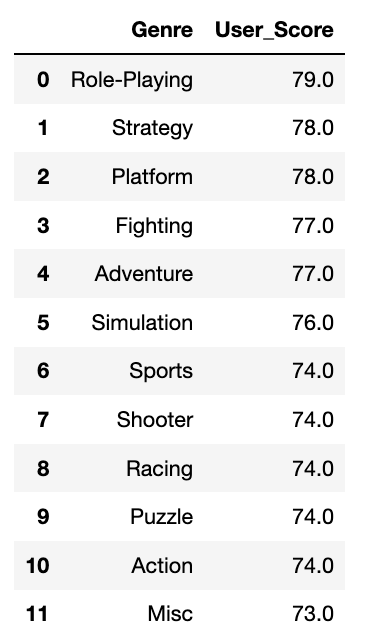 Genre User_Score
0 Role-Playing 79.0
1 Strategy 78.0
2 Platform 78.0
3 Fighting 77.0
4 Adventure 77.0
5 Simulation 76.0
6 Sports 74.0
7 Shooter 74.0
8 Racing 74.0
9 Puzzle 74.0
10 Action 74.0
11 Misc 73.0